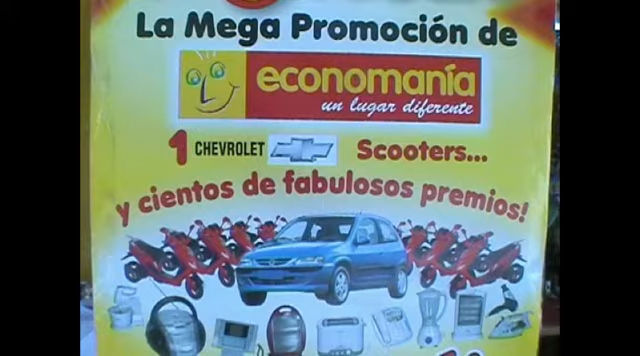 La Mega Promoción de
economanía
un lugar diferente
1 CHEVROLET Scooters...
y cientos de fabulosos premios!